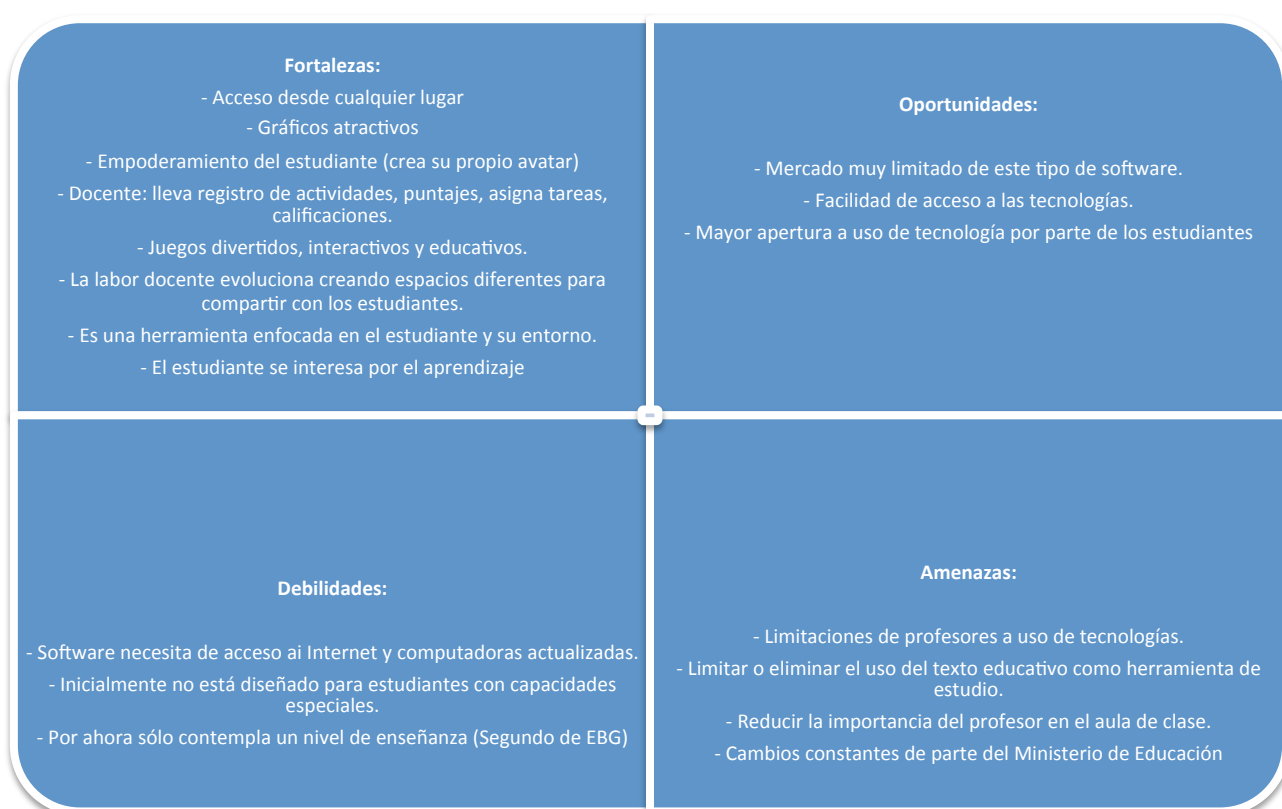 Fortalezas:
- Acceso desde cualquier lugar
- Gráficos atractivos
- Empoderamiento del estudiante (crea su propio avatar)
- Docente: lleva registro de actividades, puntajes, asigna tareas,
calificaciones.
- Juegos divertidos, interactivos y educativos.
- La labor docente evoluciona creando espacios diferentes para
compartir con los estudiantes.
- Es una herramienta enfocada en el estudiante y su entorno.
- El estudiante se interesa por el aprendizaje
Oportunidades:
- Mercado muy limitado de este tipo de software.
- Facilidad de acceso a las tecnologías.
- Mayor apertura a uso de tecnología por parte de los estudiantes
-
Debilidades:
- Software necesita de acceso ai Internet y computadoras actualizadas.
- Inicialmente no está diseñado para estudiantes con capacidades
especiales.
- Por ahora sólo contempla un nivel de enseñanza (Segundo de EBG)
Amenazas:
- Limitaciones de profesores a uso de tecnologías.
- Limitar o eliminar el uso del texto educativo como herramienta de
estudio.
- Reducir la importancia del profesor en el aula de clase.
- Cambios constantes de parte del Ministerio de Educación